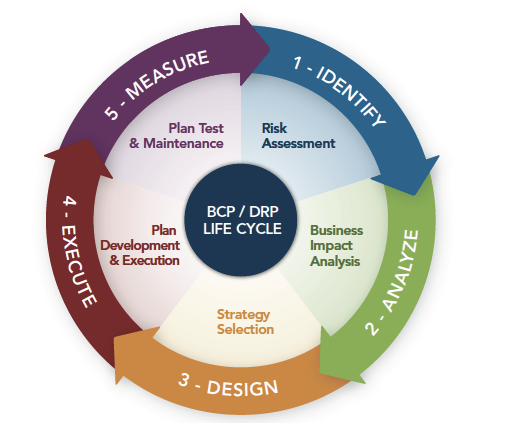 BCP / DRP
LIFE CYCLE
1 - IDENTIFY
Risk
Assessment
2 - ANALYZE
Business
Impact
Analysis
3 - DESIGN
Strategy
Selection
4 - EXECUTE
Plan
Development
& Execution
5 - MEASURE
Plan Test
& Maintenance